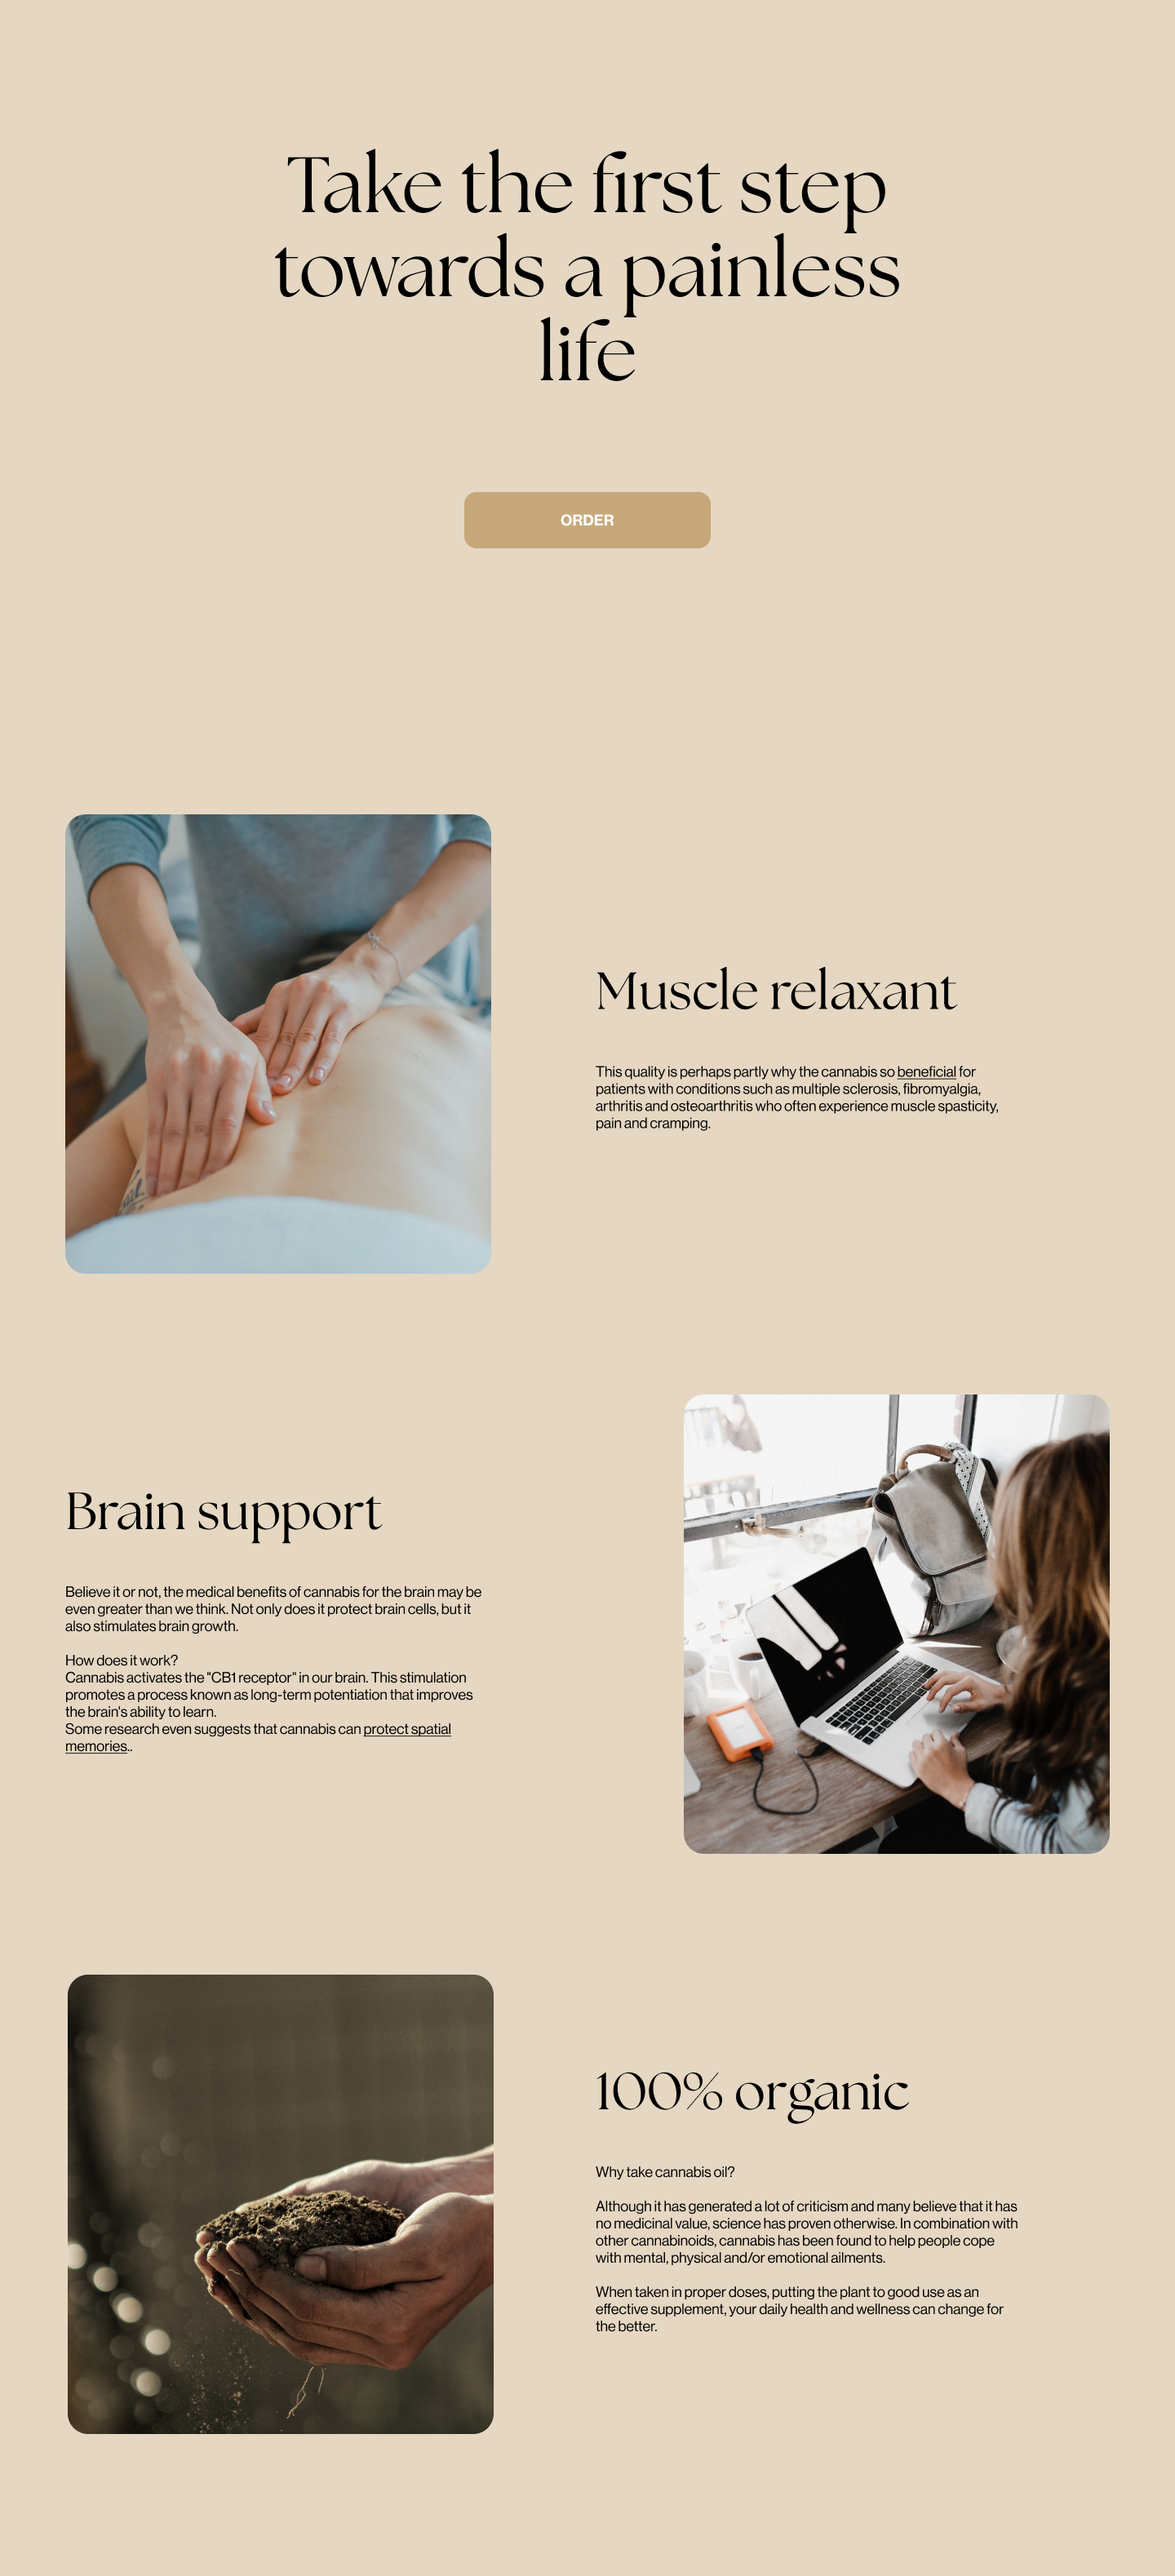 Take the first step
towards a painless
life
ORDER
Muscle relaxant
This quality is perhaps partly why the cannabis so beneficial for
patients with conditions such as multiple sclerosis, fibromyalgia,
arthritis and osteoarthritis who often experience muscle spasticity,
pain and cramping.
Brain support
Believe it or not, the medical benefits of cannabis for the brain may be
even greater than we think. Not only does it protect brain cells, but it
also stimulates brain growth.
How does it work?
Cannabis activates the "CB1 receptor" in our brain. This stimulation
promotes a process known as long-term potentiation that improves
the brain's ability to learn.
Some research even suggests that cannabis can protect spatial
memories..
100% organic
Why take cannabis oil?
Although it has generated a lot of criticism and many believe that it has
no medicinal value, science has proven otherwise. In combination with
other cannabinoids, cannabis has been found to help people cope
with mental, physical and/or emotional ailments.
When taken in proper doses, putting the plant to good use as an
effective supplement, your daily health and wellness can change for
the better.